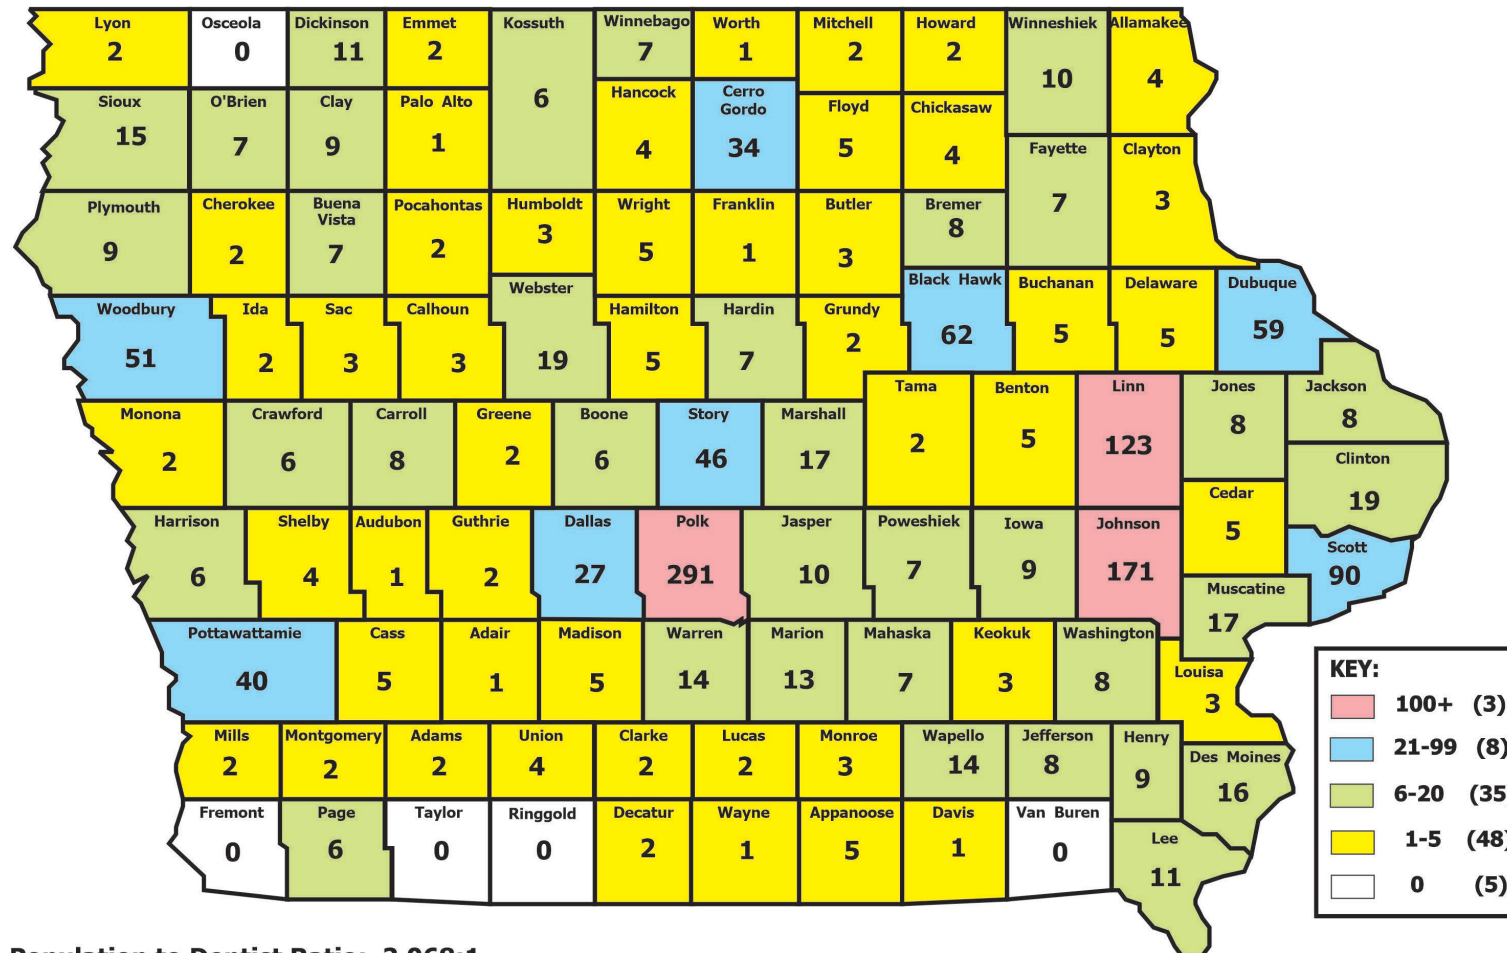 Lyon
2
Osceola
0
Dickinson
11
Emmet
2
Kossuth
6
Winnebago
7
Worth
1
Mitchell
2
Howard
2
Winneshiek
10
Allamakee
4
Sioux
15
O'Brien
7
Clay
9
Palo Alto
1
Hancock
4
Cerro
Gordo
34
Floyd
5
Chickasaw
4
Fayette
7
Clayton
3
Plymouth
9
Cherokee
2
Buena
Vista
7
Pocahontas
2
Humboldt
3
Wright
5
Franklin
1
Butler
3
Bremer
8
Woodbury
51
Ida
2
Sac
3
Calhoun
3
Webster
19
Hamilton
5
Hardin
7
Grundy
2
Black Hawk
62
Buchanan
5
Delaware
5
Dubuque
59
Monona
2
Crawford
6
Carroll
8
Greene
2
Boone
6
Story
46
Marshall
17
Tama
2
Benton
5
Linn
123
Jones
8
Jackson
8
Clinton
19
Cedar
5
Harrison
6
Shelby
4
Audubon
1
Guthrie
2
Dallas
27
Polk
291
Jasper
10
Poweshiek
7
Iowa
9
Johnson
171
Scott
90
Muscatine
17
Pottawattamie
40
Cass
5
Adair
1
Madison
5
Warren
14
Marion
13
Mahaska
7
Keokuk
3
Washington
8
Louisa
3
Mills
2
Montgomery
2
Adams
2
Union
4
Clarke
2
Lucas
2
Monroe
3
Wapello
14
Jefferson
8
Henry
9
Des Moines
16
Fremont
0
Page
6
Taylor
0
Ringgold
0
Decatur
2
Wayne
1
Appanoose
5
Davis
1
Van Buren
0
Lee
11
KEY:
100+ (3)
21-99 (8)
6-20 (35
1-5 (48)
0 (5)
Population to Dentist Ratio: 2,068:1